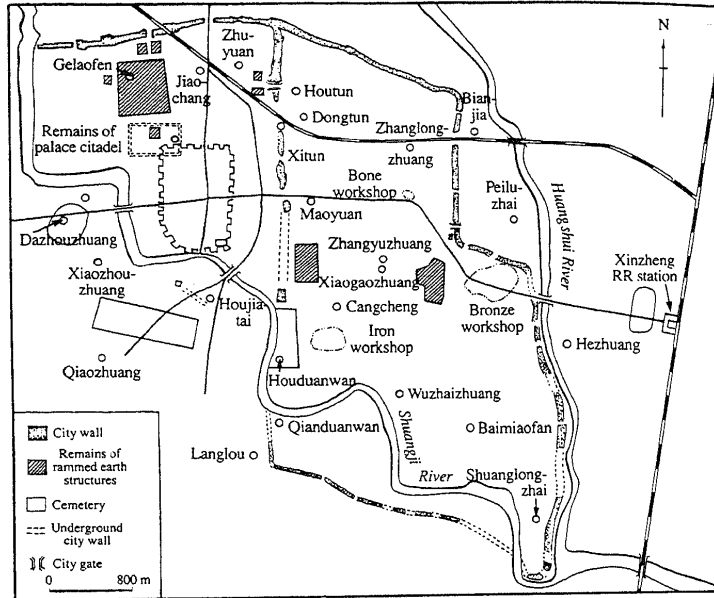 N
Zhu-
yuan
Gelaofen
Jiao
chang
Houtun
Dongtun
Bian-
jia
Zhanglong-
zhuang
Remains of
palace citadel
Xitun
Bone
workshop
Peilu-
zhai
Huang shui River
Maoyuan
Dazhouzhuang
Zhangyuzhuang
Xinzheng
RR station
Xiaozhou-
zhuang
Xiaogaozhuang
Houjia-
tai
Cangcheng
Bronze
workshop
Iron
workshop
Hezhuang
Qiaozhuang
Houduanwan
Wuzhaizhuang
Qianduanwan
Shuangji
River
Baimiaofan
Langlou
Shuanglong-
zhai
City wall
Remains of
rammed earth
structures
Cemetery
Underground
city wall
City gate
0 800 m